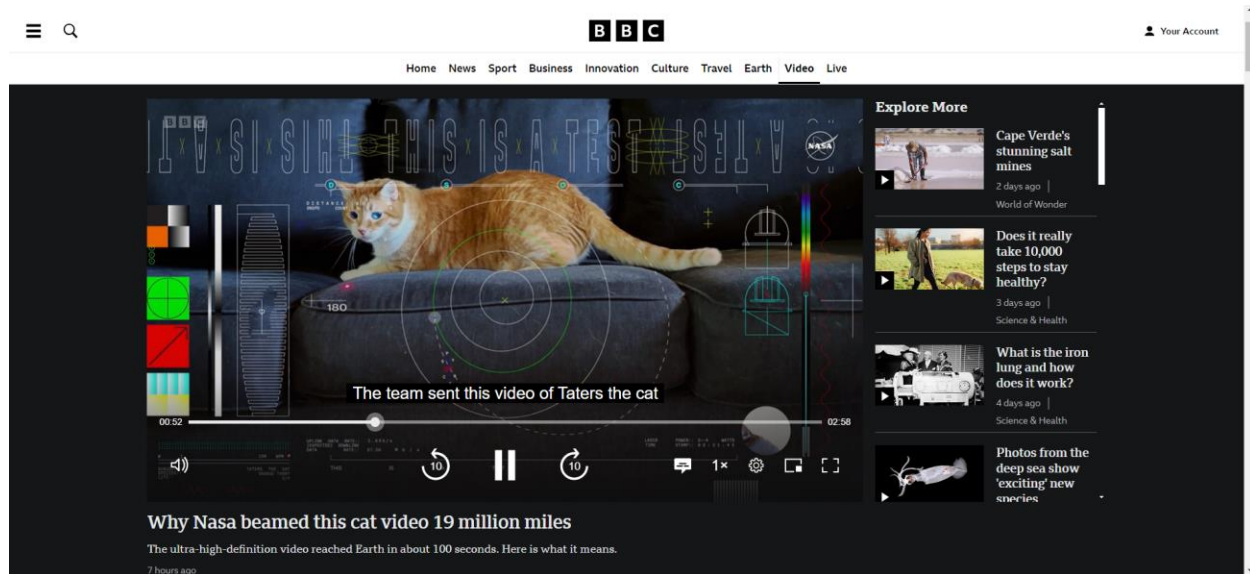 BBC
Your Account
Home News Sport Business Innovation Culture Travel Earth Video Live
BBC
THIS IS A TEST
NASA
D
C
180
The team sent this video of Taters the cat
00:52
02:58
10
10
1×
Why Nasa beamed this cat video 19 million miles
The ultra-high-definition video reached Earth in about 100 seconds. Here is what it means.
7 hours ago
Explore More
Cape Verde's
stunning salt
mines
2 days ago
World of Wonder
Does it really
take 10,000
steps to stay
healthy?
3 days ago
Science & Health
What is the iron
lung and how
does it work?
4 days ago
Science & Health
Photos from the
deep sea show
'exciting' new
species